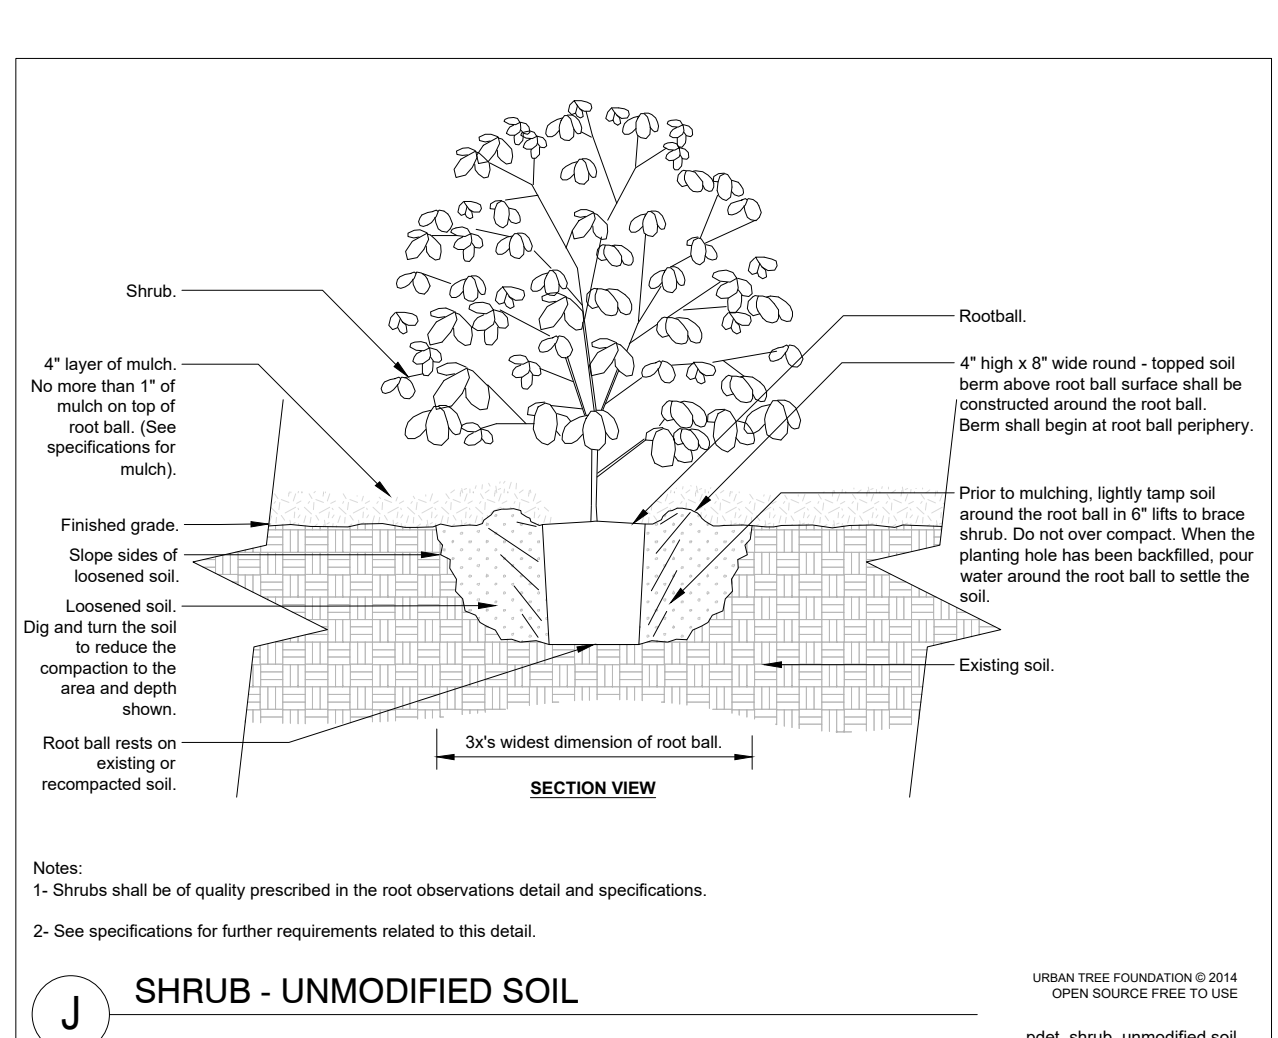 Shrub.
4" layer of mulch.
No more than 1" of
mulch on top of
root ball. (See
specifications for
mulch).
Finished grade.
Slope sides of
loosened soil.
Loosened soil.
Dig and turn the soil
to reduce the
compaction to the
area and depth
shown.
Root ball rests on
existing or
recompacted soil.
Rootball.
4" high x 8" wide round - topped soil
berm above root ball surface shall be
constructed around the root ball.
Berm shall begin at root ball periphery.
Prior to mulching, lightly tamp soil
around the root ball in 6" lifts to brace
shrub. Do not over compact. When the
planting hole has been backfilled, pour
water around the root ball to settle the
soil.
Existing soil.
3x's widest dimension of root ball.
SECTION VIEW
Notes:
1- Shrubs shall be of quality prescribed in the root observations detail and specifications.
2- See specifications for further requirements related to this detail.
J
SHRUB - UNMODIFIED SOIL
URBAN TREE FOUNDATION © 2014
OPEN SOURCE FREE TO USE
pdet_shrub_unmodified soil